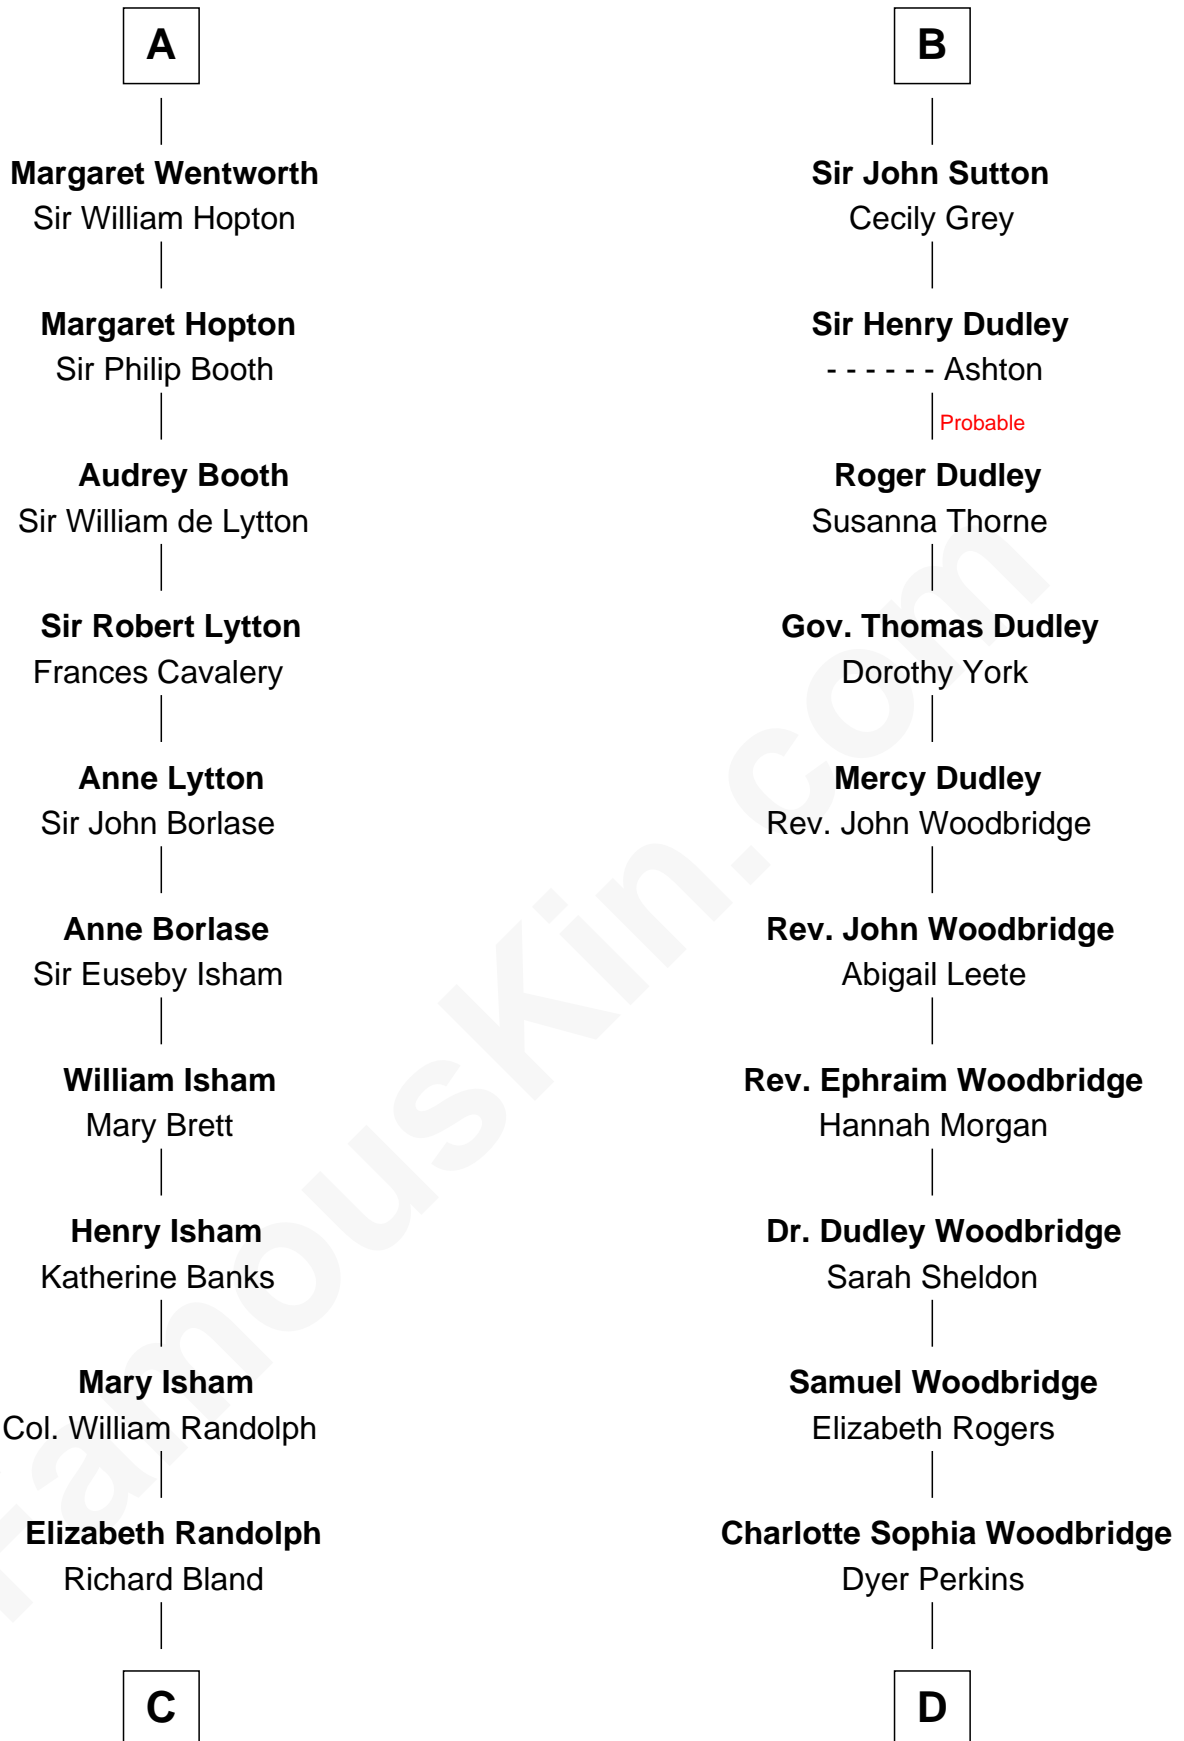 A
Margaret Wentworth
Sir William Hopton
Margaret Hopton
Sir Philip Booth
Audrey Booth
Sir William de Lytton
Sir Robert Lytton
Frances Cavalery
Anne Lytton
Sir John Borlase
Anne Borlase
Sir Euseby Isham
William Isham
Mary Brett
Henry Isham
Katherine Banks
Mary Isham
Col. William Randolph
Elizabeth Randolph
Richard Bland
C
B
Sir John Sutton
Cecily Grey
Sir Henry Dudley
- - - - - - Ashton
Probable
Roger Dudley
Susanna Thorne
Gov. Thomas Dudley
Dorothy York
Mercy Dudley
Rev. John Woodbridge
Rev. John Woodbridge
Abigail Leete
Rev. Ephraim Woodbridge
Hannah Morgan
Dr. Dudley Woodbridge
Sarah Sheldon
Samuel Woodbridge
Elizabeth Rogers
Charlotte Sophia Woodbridge
Dyer Perkins
D
FamousKin.com